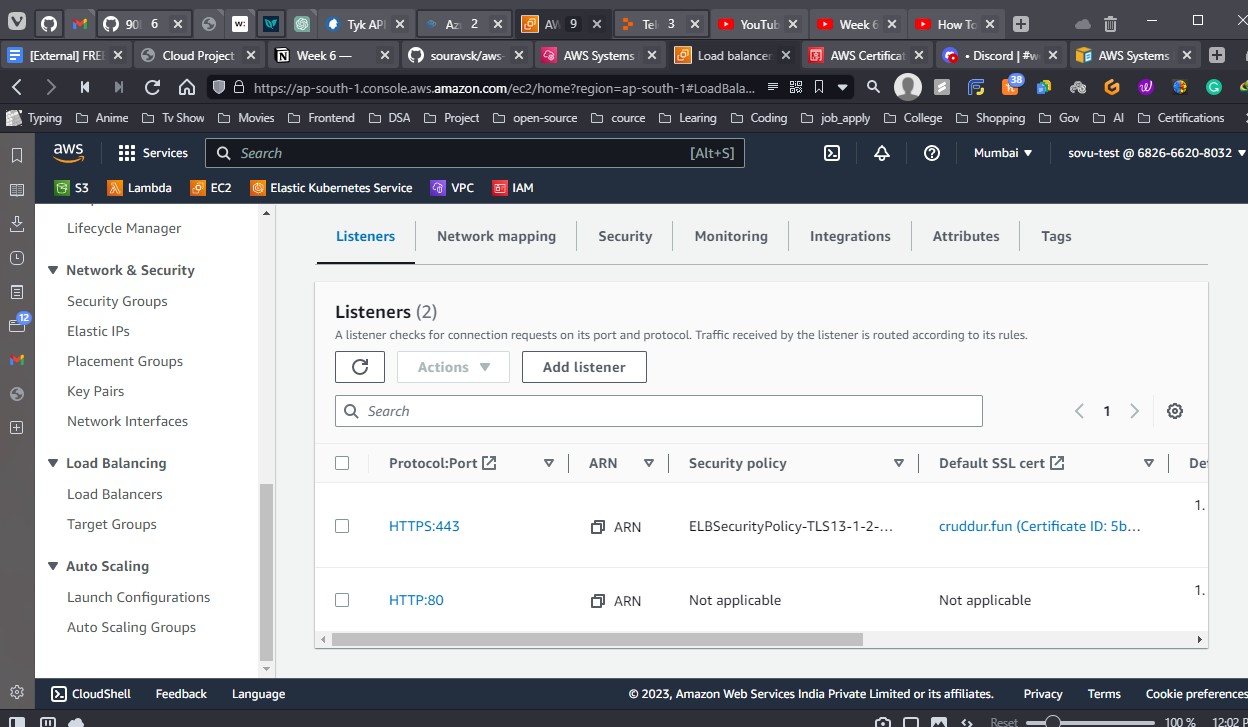 90 6
w:
Tyk API
Az 2
AW 9
Tel 3
YouTub
Week 6
How To
[External] FREE
Cloud Project
Week 6 —
souravsk/aws-
AWS Systems
Load balancer
AWS Certificat
• Discord | #w
AWS Systems
https://ap-south-1.console.aws.amazon.com/ec2/home?region=ap-south-1#LoadBala...
38
Typing Anime Tv Show Movies Frontend DSA Project open-source cource Learing Coding job_apply College Shopping Gov AI Certifications
aws Services Search [Alt+S] Mumbai sovu-test @ 6826-6620-8032
S3 Lambda EC2 Elastic Kubernetes Service VPC IAM
12
Lifecycle Manager
Network & Security
Security Groups
Elastic IPs
Placement Groups
Key Pairs
Network Interfaces
Load Balancing
Load Balancers
Target Groups
Auto Scaling
Launch Configurations
Auto Scaling Groups
Listeners Network mapping Security Monitoring Integrations Attributes Tags
Listeners (2)
A listener checks for connection requests on its port and protocol. Traffic received by the listener is routed according to its rules.
Actions Add listener
Search 1
Protocol:Port ARN Security policy Default SSL cert De
HTTPS:443 ARN ELBSecurityPolicy-TLS13-1-2-... cruddur.fun (Certificate ID: 5b... 1.
HTTP:80 ARN Not applicable Not applicable 1.
CloudShell Feedback Language © 2023, Amazon Web Services India Private Limited or its affiliates. Privacy Terms Cookie preferences
Reset 100 % 12:02 P